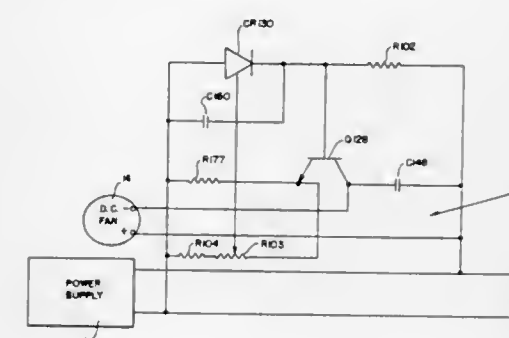 CR130
R102
C160
Q128
R177
C148
14
D.C. -
FAN
+
R104
R103
POWER
SUPPLY